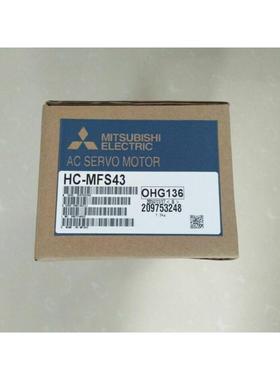 MITSUBISHI
ELECTRIC
AC SERVO MOTOR
HC-MFS43
OHG136
209753248